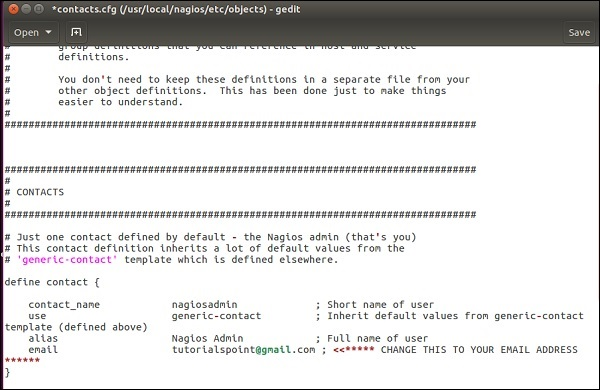 *contacts.cfg (/usr/local/nagios/etc/objects) - gedit
Open Save
# group definitions that you can reference in host and service
# definitions.
#
# You don't need to keep these definitions in a separate file from your
# other object definitions. This has been done just to make things
# easier to understand.
#
###############################################################################
###############################################################################
#
# CONTACTS
#
###############################################################################
# Just one contact defined by default - the Nagios admin (that's you)
# This contact definition inherits a lot of default values from the
# 'generic-contact' template which is defined elsewhere.
define contact {
contact_name nagiosadmin ; Short name of user
use generic-contact ; Inherit default values from generic-contact
template (defined above)
alias Nagios Admin ; Full name of user
email tutorialspoint@gmail.com ; <<***** CHANGE THIS TO YOUR EMAIL ADDRESS
******
}